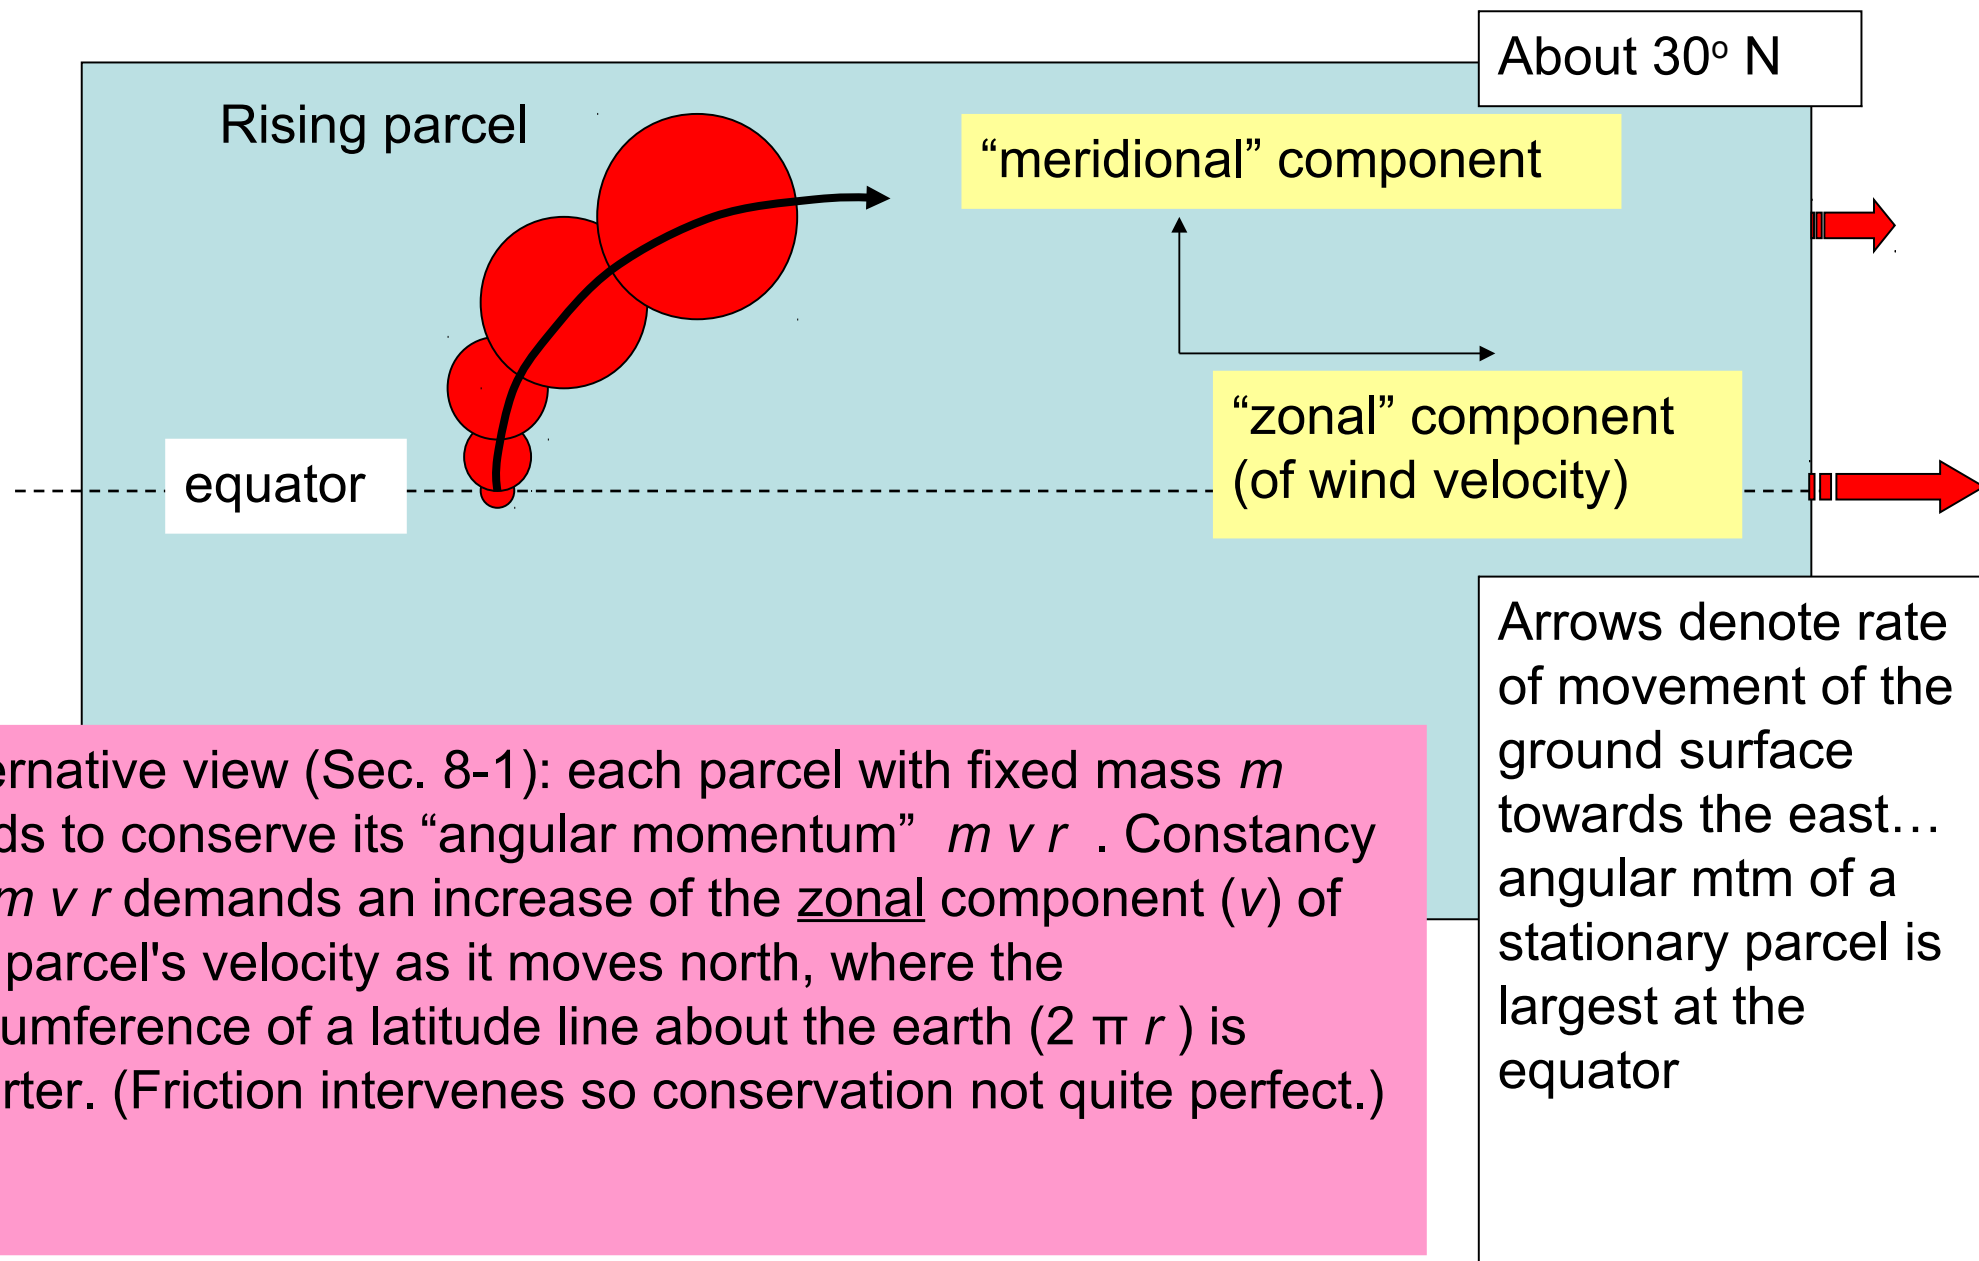 About 30º N
Rising parcel
“meridional” component
“zonal” component
(of wind velocity)
equator
Arrows denote rate
of movement of the
ground surface
towards the east…
angular mtm of a
stationary parcel is
largest at the
equator
ernative view (Sec. 8-1): each parcel with fixed mass m
ds to conserve its “angular momentum” m v r . Constancy
m v r demands an increase of the zonal component (v) of
parcel's velocity as it moves north, where the
umference of a latitude line about the earth (2 π r ) is
rter. (Friction intervenes so conservation not quite perfect.)